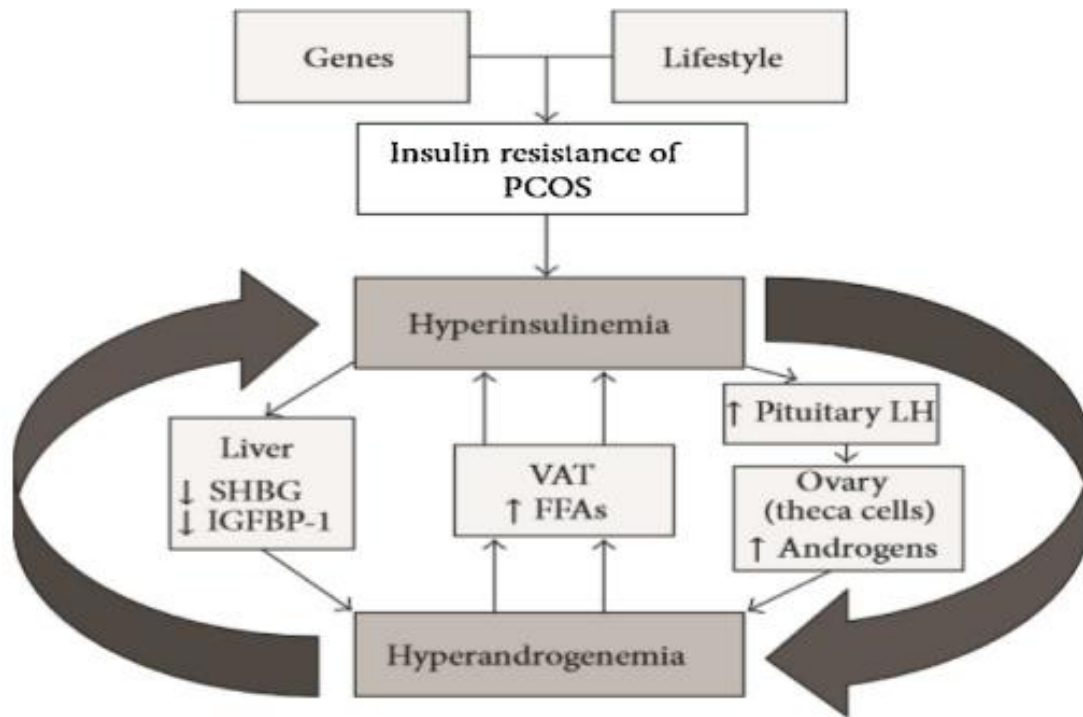 Genes
Lifestyle
Insulin resistance of
PCOS
Hyperinsulinemia
Liver
↓ SHBG
↓ IGFBP-1
VAT
↑ FFAs
↑ Pituitary LH
Ovary
(theca cells)
↑ Androgens
Hyperandrogenemia